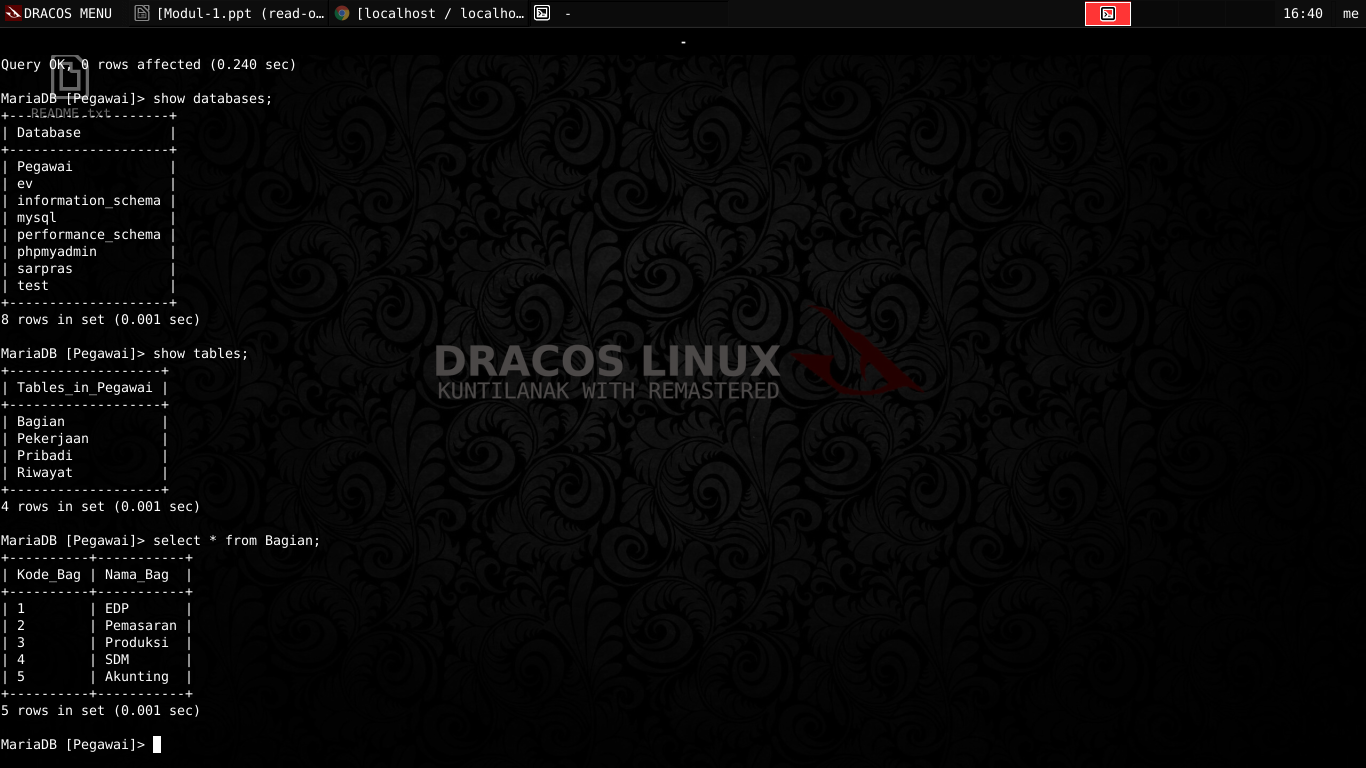 DRACOS MENU
[Modul-1.ppt (read-o…
[localhost / localho…
-
16:40
me
-
Query OK, 0 rows affected (0.240 sec)
MariaDB [Pegawai]> show databases;
README.txt
+--------------------+
| Database           |
+--------------------+
| Pegawai            |
| ev                 |
| information_schema |
| mysql              |
| performance_schema |
| phpmyadmin         |
| sarpras            |
| test               |
+--------------------+
8 rows in set (0.001 sec)
MariaDB [Pegawai]> show tables;
+-------------------+
| Tables_in_Pegawai |
+-------------------+
| Bagian            |
| Pekerjaan         |
| Pribadi           |
| Riwayat           |
+-------------------+
4 rows in set (0.001 sec)
MariaDB [Pegawai]> select * from Bagian;
+----------+-----------+
| Kode_Bag | Nama_Bag  |
+----------+-----------+
| 1        | EDP       |
| 2        | Pemasaran |
| 3        | Produksi  |
| 4        | SDM       |
| 5        | Akunting  |
+----------+-----------+
5 rows in set (0.001 sec)
MariaDB [Pegawai]>
DRACOS LINUX
KUNTILANAK WITH REMASTERED